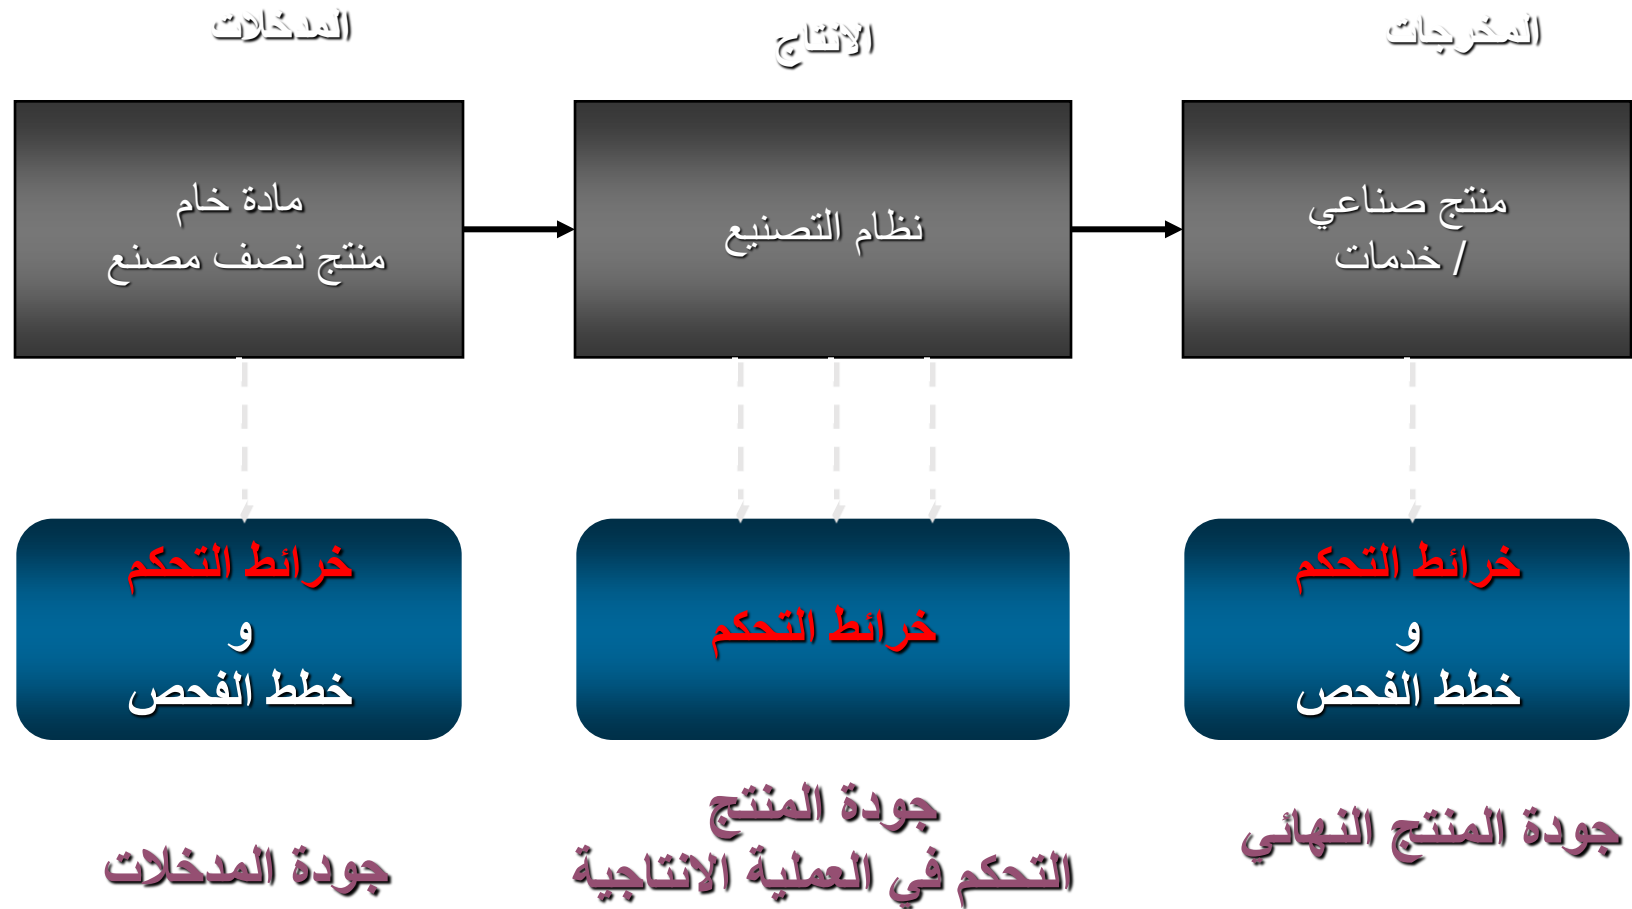 المدخلات
الانتاج
المخرجات
مادة خام
منتج نصف مصنع
نظام التصنيع
منتج صناعي
/ خدمات
خرائط التحكم
و
خطط الفحص
خرائط التحكم
خرائط التحكم
و
خطط الفحص
جودة المدخلات
جودة المنتج
التحكم في العملية الانتاجية
جودة المنتج النهائي